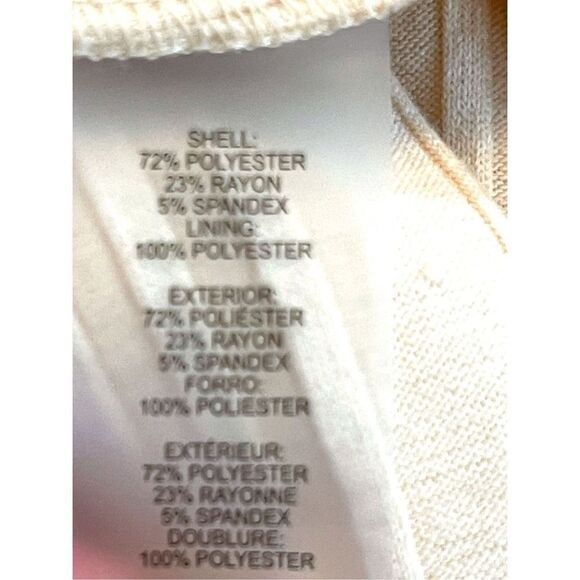 SHELL:
72% POLYESTER
23% RAYON
5% SPANDEX
LINING:
100% POLYESTER
EXTERIOR:
72% POLIÉSTER
23% RAYON
5% SPANDEX
FORRO:
100% POLIESTER
EXTÉRIEUR:
72% POLYESTER
23% RAYONNE
5% SPANDEX
DOUBLURE:
100% POLYESTER